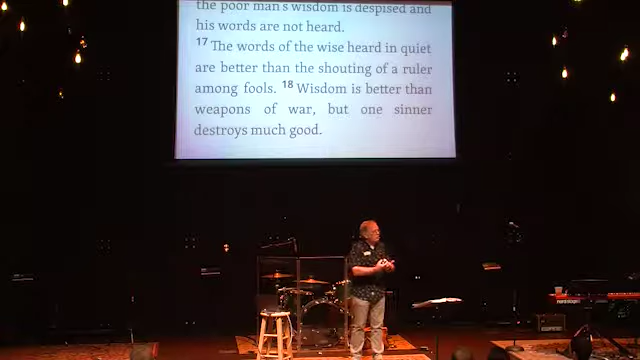 the poor man's wisdom is despised and
his words are not heard.
17 The words of the wise heard in quiet
are better than the shouting of a ruler
among fools. 18 Wisdom is better than
weapons of war, but one sinner
destroys much good.